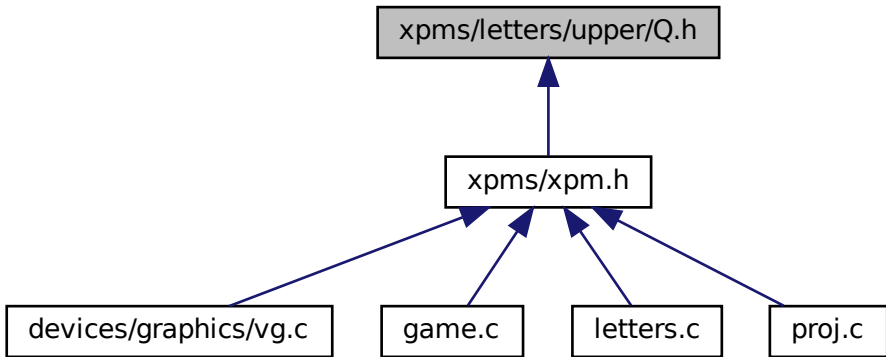 xpms/letters/upper/Q.h
xpms/xpm.h
devices/graphics/vg.c
game.c
letters.c
proj.c